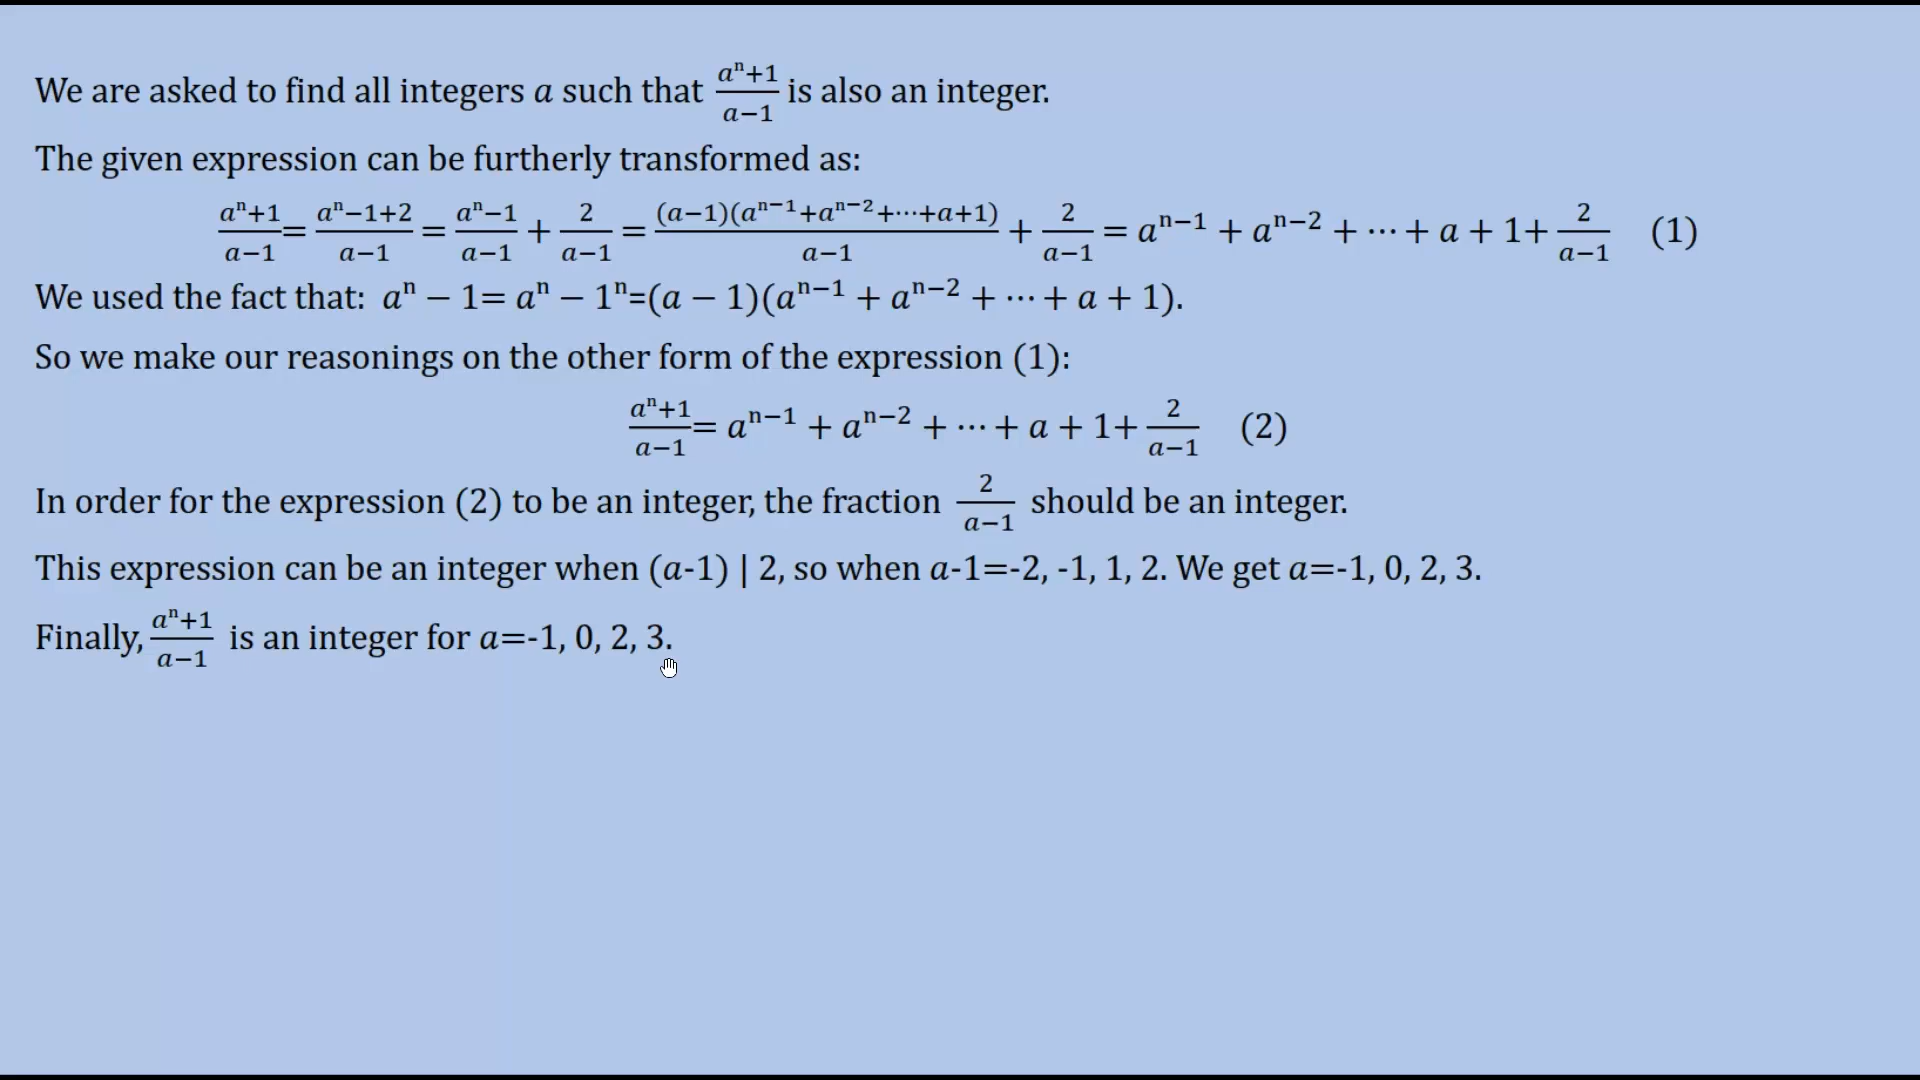 We are asked to find all integers a such that (aⁿ+1)/(a−1) is also an integer.
The given expression can be furtherly transformed as:
(aⁿ+1)/(a−1) = (aⁿ−1+2)/(a−1) = (aⁿ−1)/(a−1) + 2/(a−1) = ((a−1)(aⁿ⁻¹+aⁿ⁻²+⋯+a+1))/(a−1) + 2/(a−1) = aⁿ⁻¹ + aⁿ⁻² + ⋯ + a + 1 + 2/(a−1) (1)
We used the fact that: aⁿ − 1= aⁿ − 1ⁿ=(a − 1)(aⁿ⁻¹ + aⁿ⁻² + ⋯ + a + 1).
So we make our reasonings on the other form of the expression (1):
(aⁿ+1)/(a−1) = aⁿ⁻¹ + aⁿ⁻² + ⋯ + a + 1 + 2/(a−1) (2)
In order for the expression (2) to be an integer, the fraction 2/(a−1) should be an integer.
This expression can be an integer when (a-1) | 2, so when a-1=-2, -1, 1, 2. We get a=-1, 0, 2, 3.
Finally, (aⁿ+1)/(a−1) is an integer for a=-1, 0, 2, 3.